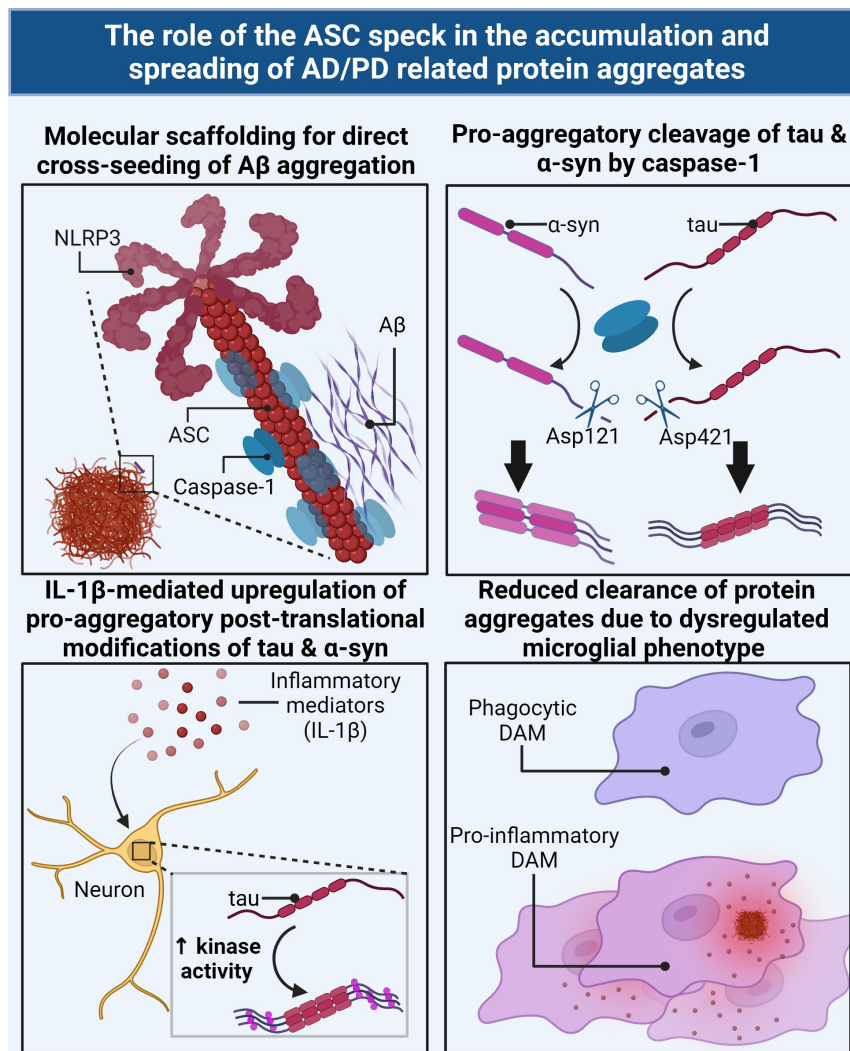 The role of the ASC speck in the accumulation and
spreading of AD/PD related protein aggregates
Molecular scaffolding for direct
cross-seeding of Aβ aggregation
NLRP3
Aβ
ASC
Caspase-1
Pro-aggregatory cleavage of tau &
α-syn by caspase-1
α-syn
tau
Asp121
Asp421
IL-1β-mediated upregulation of
pro-aggregatory post-translational
modifications of tau & α-syn
Inflammatory
mediators
(IL-1β)
Neuron
tau
↑ kinase
activity
Reduced clearance of protein
aggregates due to dysregulated
microglial phenotype
Phagocytic
DAM
Pro-inflammatory
DAM